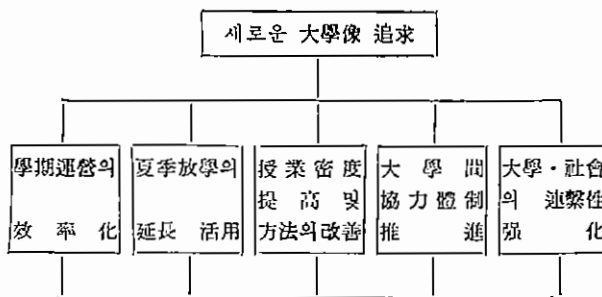 새로운 大學像 追求
學期運營의
效率化
夏季放學의
延長 活用
授業密度
提高 및
方法의改善
大學間
協力體制
推進
大學·社會
의 連繫性
强化